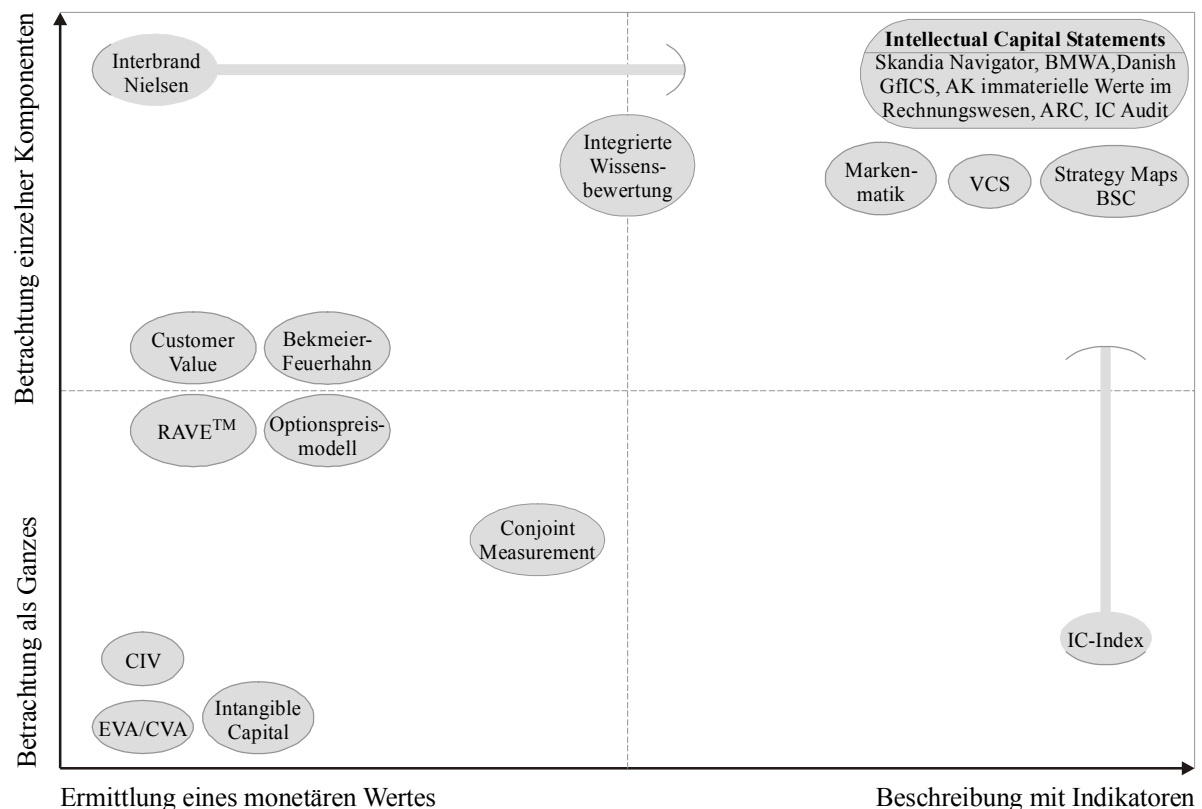 Betrachtung einzelner Komponenten
Betrachtung als Ganzes
Interbrand
Nielsen
Intellectual Capital Statements
Skandia Navigator, BMWA,Danish
GfICS, AK immaterielle Werte im
Rechnungswesen, ARC, IC Audit
Integrierte
Wissens-
bewertung
Marken-
matik
VCS
Strategy Maps
BSC
Customer
Value
Bekmeier-
Feuerhahn
RAVE™
Optionspreis-
modell
Conjoint
Measurement
IC-Index
CIV
EVA/CVA
Intangible
Capital
Ermittlung eines monetären Wertes
Beschreibung mit Indikatoren